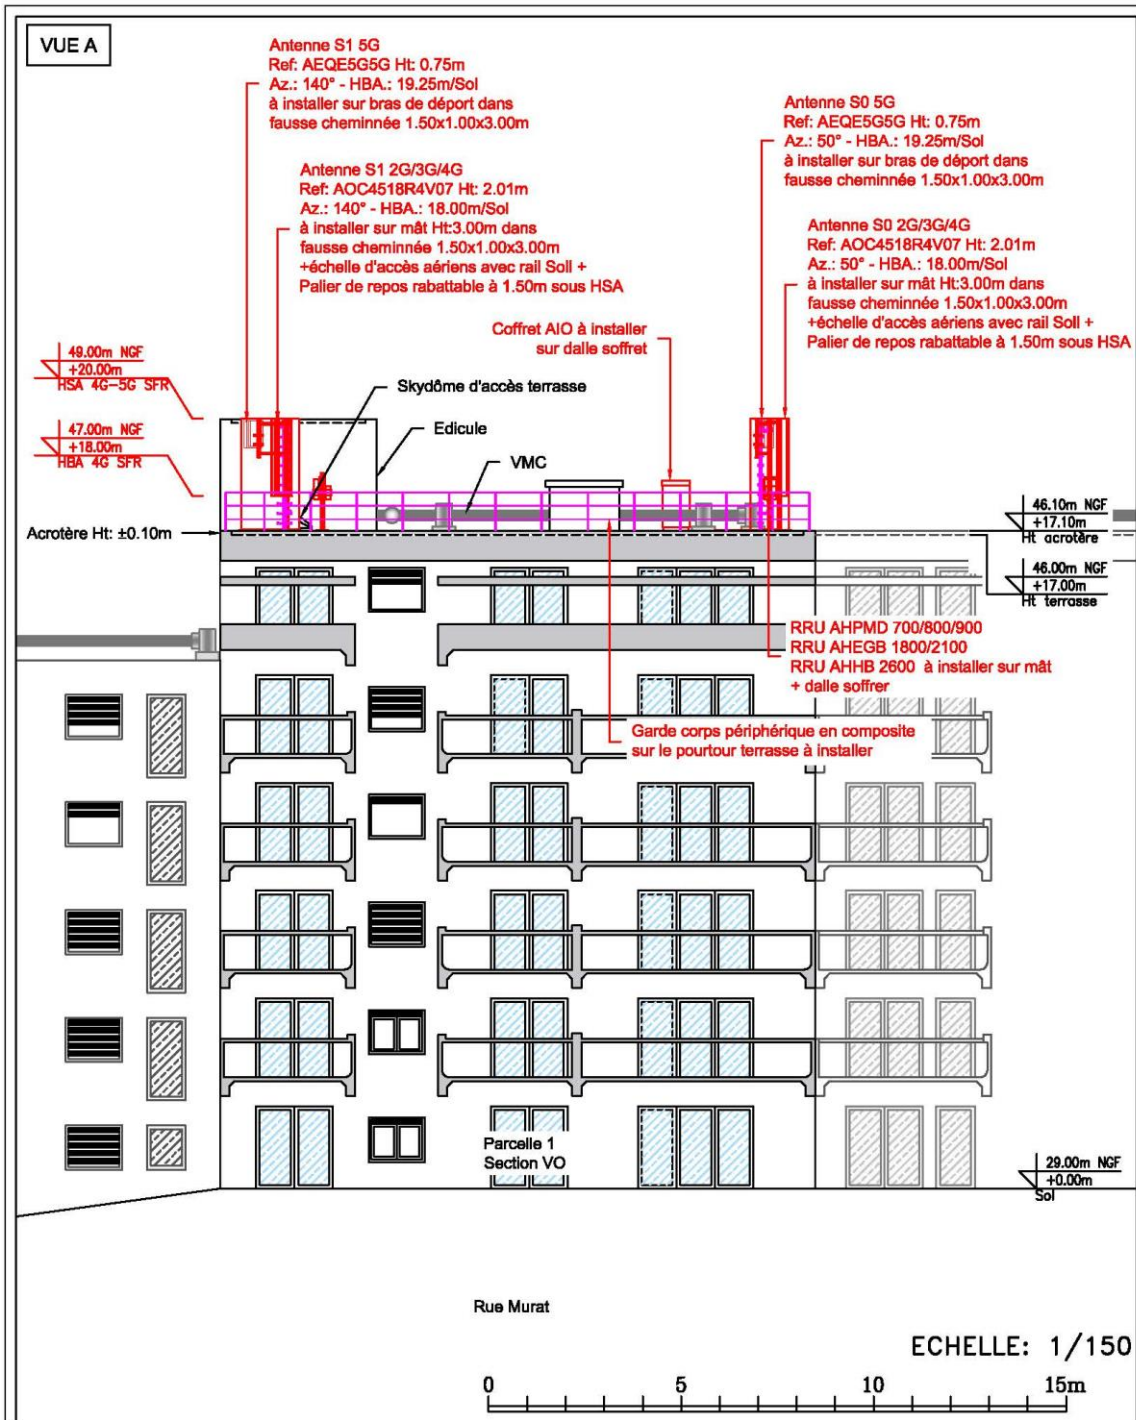 VUE A
Antenne S1 5G
Ref: AEQE5G5G Ht: 0.75m
Az.: 140° - HBA.: 19.25m/Sol
à installer sur bras de déport dans
fausse cheminnée 1.50x1.00x3.00m
Antenne S0 5G
Ref: AEQE5G5G Ht: 0.75m
Az.: 50° - HBA.: 19.25m/Sol
à installer sur bras de déport dans
fausse cheminnée 1.50x1.00x3.00m
Antenne S1 2G/3G/4G
Ref: AOC4518R4V07 Ht: 2.01m
Az.: 140° - HBA.: 18.00m/Sol
à installer sur mât Ht:3.00m dans
fausse cheminnée 1.50x1.00x3.00m
+échelle d'accès aériens avec rail Soll +
Palier de repos rabattable à 1.50m sous HSA
Antenne S0 2G/3G/4G
Ref: AOC4518R4V07 Ht: 2.01m
Az.: 50° - HBA.: 18.00m/Sol
à installer sur mât Ht:3.00m dans
fausse cheminnée 1.50x1.00x3.00m
+échelle d'accès aériens avec rail Soll +
Palier de repos rabattable à 1.50m sous HSA
Coffret AIO à installer
sur dalle soffret
49.00m NGF
+20.00m
HSA 4G-5G SFR
Skydôme d'accès terrasse
47.00m NGF
+18.00m
HBA 4G SFR
Edicule
VMC
Acrotère Ht: ±0.10m
46.10m NGF
+17.10m
Ht acrotère
46.00m NGF
+17.00m
Ht terrasse
RRU AHPMD 700/800/900
RRU AHEGB 1800/2100
RRU AHHB 2600 à installer sur mât
+ dalle soffrer
Garde corps périphérique en composite
sur le pourtour terrasse à installer
Parcelle 1
Section VO
29.00m NGF
+0.00m
Sol
Rue Murat
ECHELLE: 1/150
0 5 10 15m